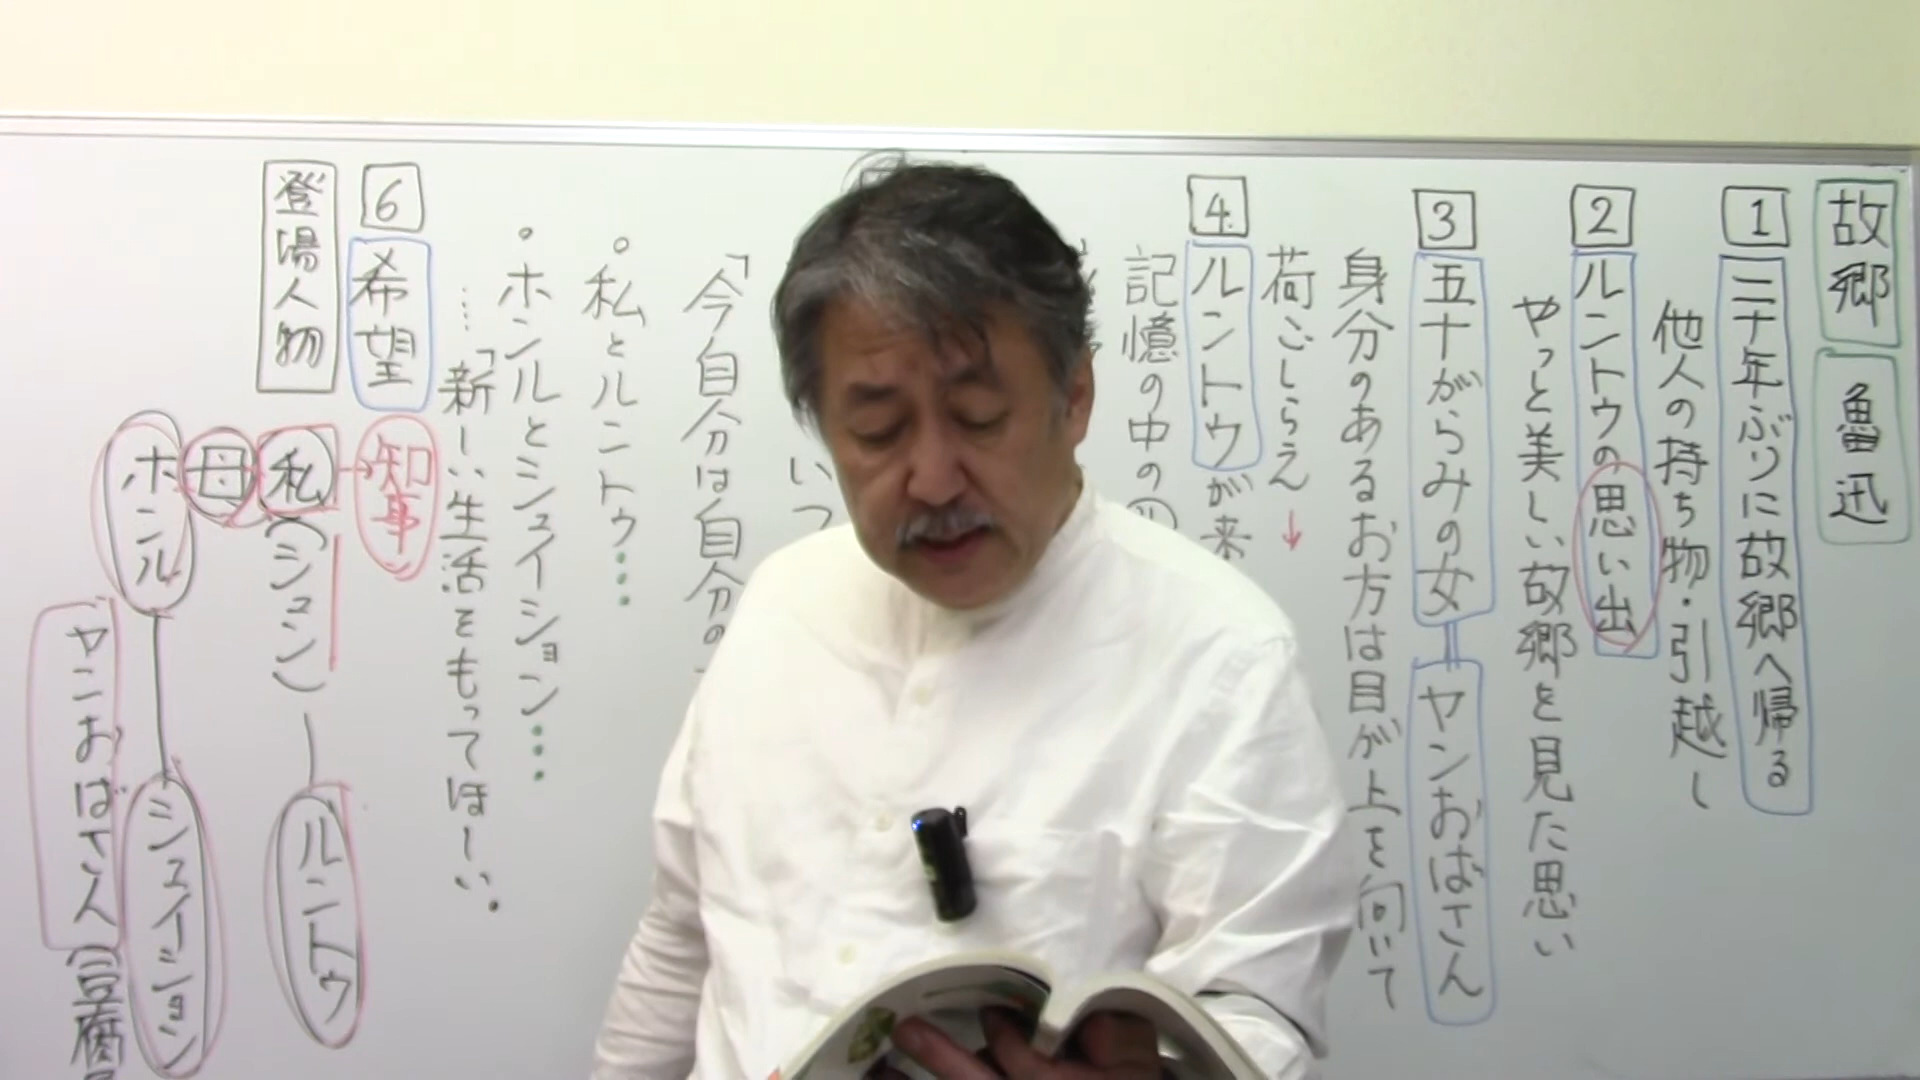 故郷 魯迅
1 二十年ぶりに故郷へ帰る
他人の持ち物・引越し
2 ルントウの思い出
やっと美しい故郷を見た思い
3 五十がらみの女 ヤンおばさん
身分のあるお方は目が上を向いて
荷ごしらえ↓
4 ルントウが来
記憶の中の
いつ
「今自分は自分の
。私とルントウ…
。ホンルとシュイション…
…「新しい生活をもってほしい。
6 希望
知事
登場人物
私(シュン) ルントウ
母
ホンル シュイション
ヤンおばさん(豆腐